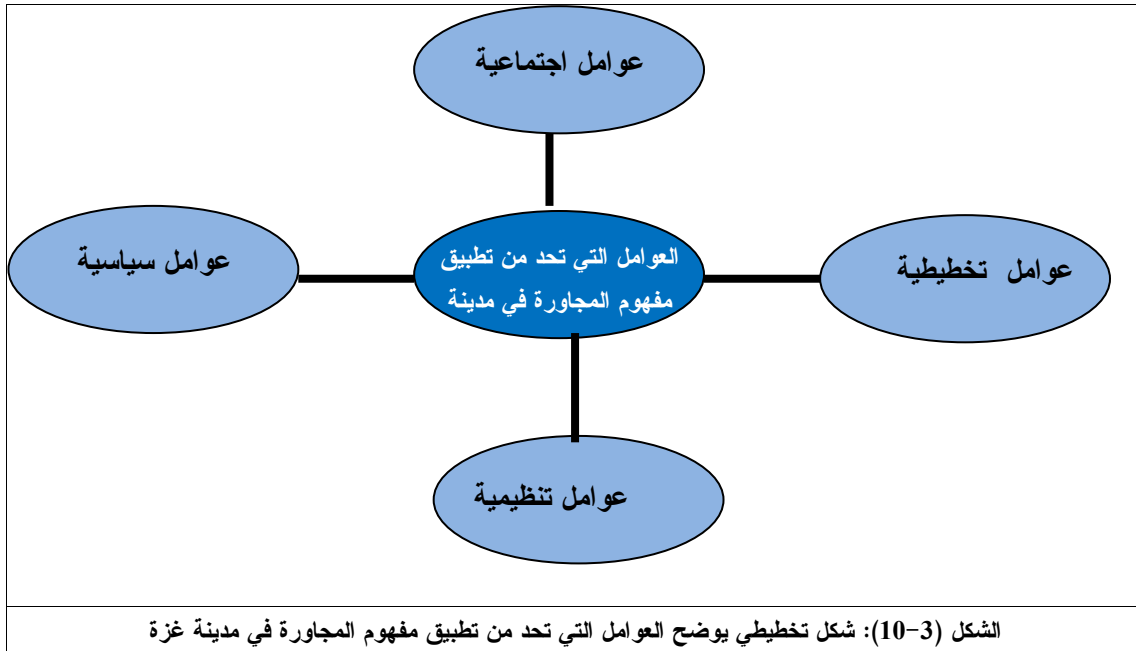 عوامل اجتماعية
عوامل سياسية
العوامل التي تحد من تطبيق
مفهوم المجاورة في مدينة
عوامل تخطيطية
عوامل تنظيمية
الشكل (3-10): شكل تخطيطي يوضح العوامل التي تحد من تطبيق مفهوم المجاورة في مدينة غزة